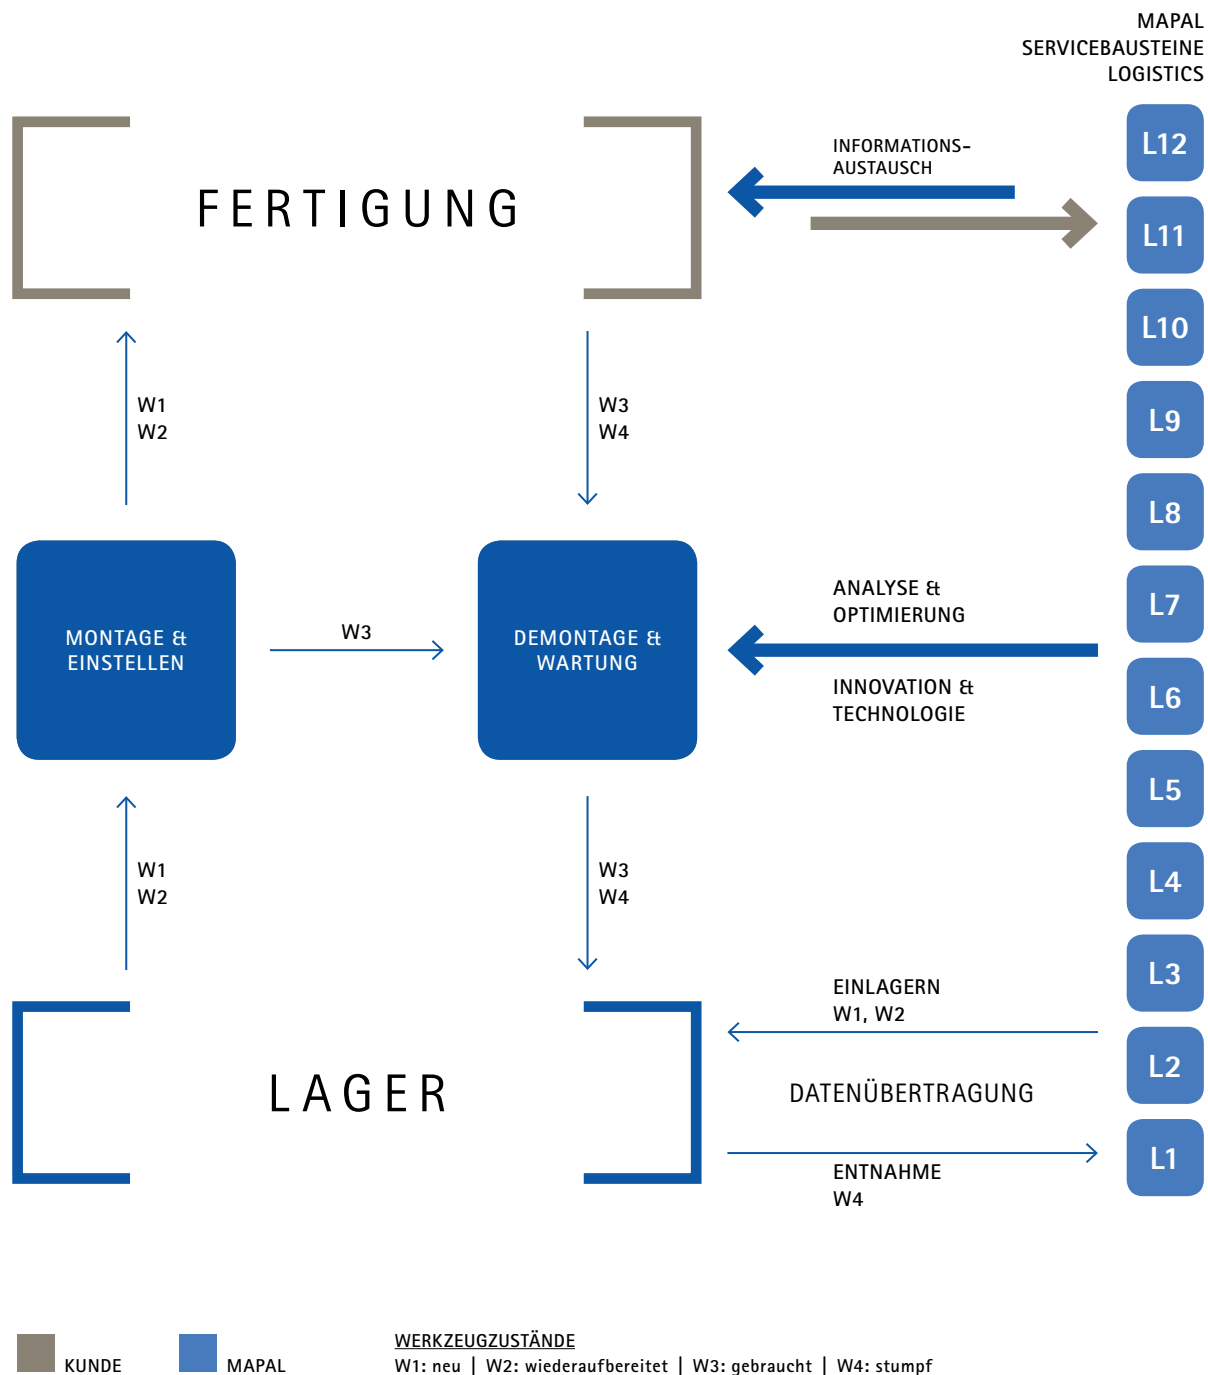 MAPAL
SERVICEBAUSTEINE
LOGISTICS
L12
INFORMATIONS-
AUSTAUSCH
FERTIGUNG
L11
L10
W1
W2
W3
W4
L9
L8
MONTAGE &
EINSTELLEN
W3
DEMONTAGE &
WARTUNG
ANALYSE &
OPTIMIERUNG
L7
INNOVATION &
TECHNOLOGIE
L6
L5
W1
W2
W3
W4
L4
L3
EINLAGERN
W1, W2
L2
LAGER
DATENÜBERTRAGUNG
L1
ENTNAHME
W4
KUNDE
MAPAL
WERKZEUGZUSTÄNDE
W1: neu | W2: wiederaufbereitet | W3: gebraucht | W4: stumpf